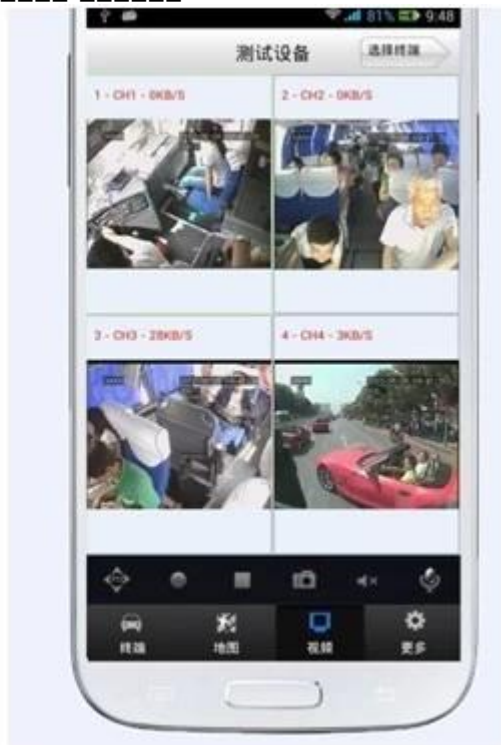 81% 9:48
测试设备 选择终端
1 - CH1 - 0KB/S 2 - CH2 - 0KB/S
3 - CH3 - 28KB/S 4 - CH4 - 3KB/S
终端 地图 视频 更多